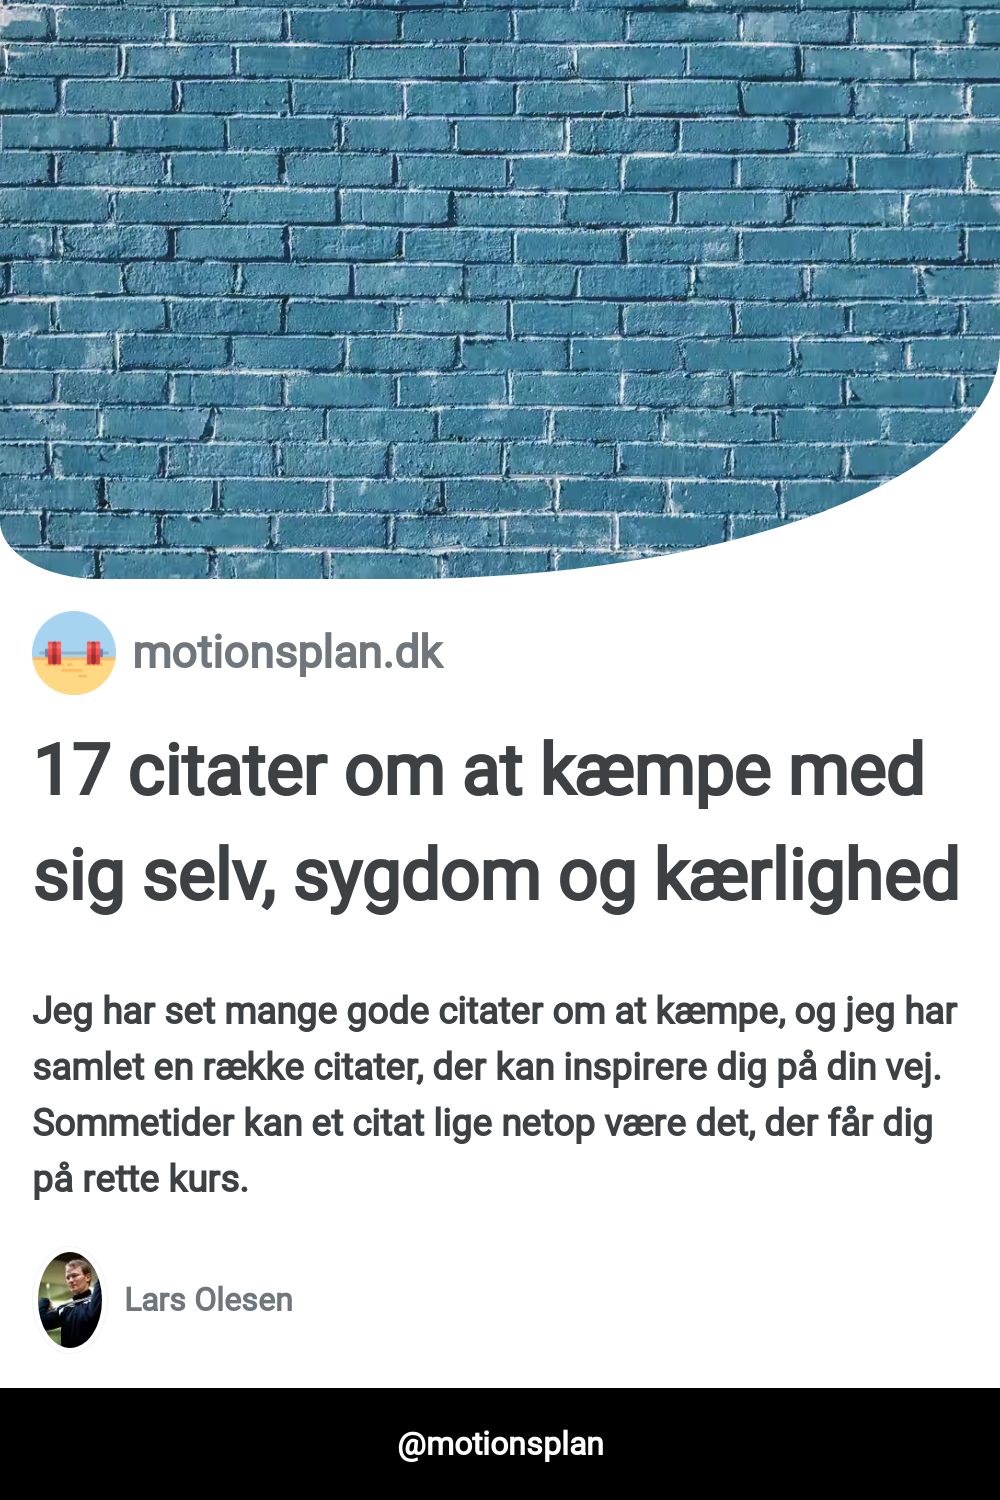 motionsplan.dk
17 citater om at kæmpe med
sig selv, sygdom og kærlighed
Jeg har set mange gode citater om at kæmpe, og jeg har
samlet en række citater, der kan inspirere dig på din vej.
Sommetider kan et citat lige netop være det, der får dig
på rette kurs.
Lars Olesen
@motionsplan